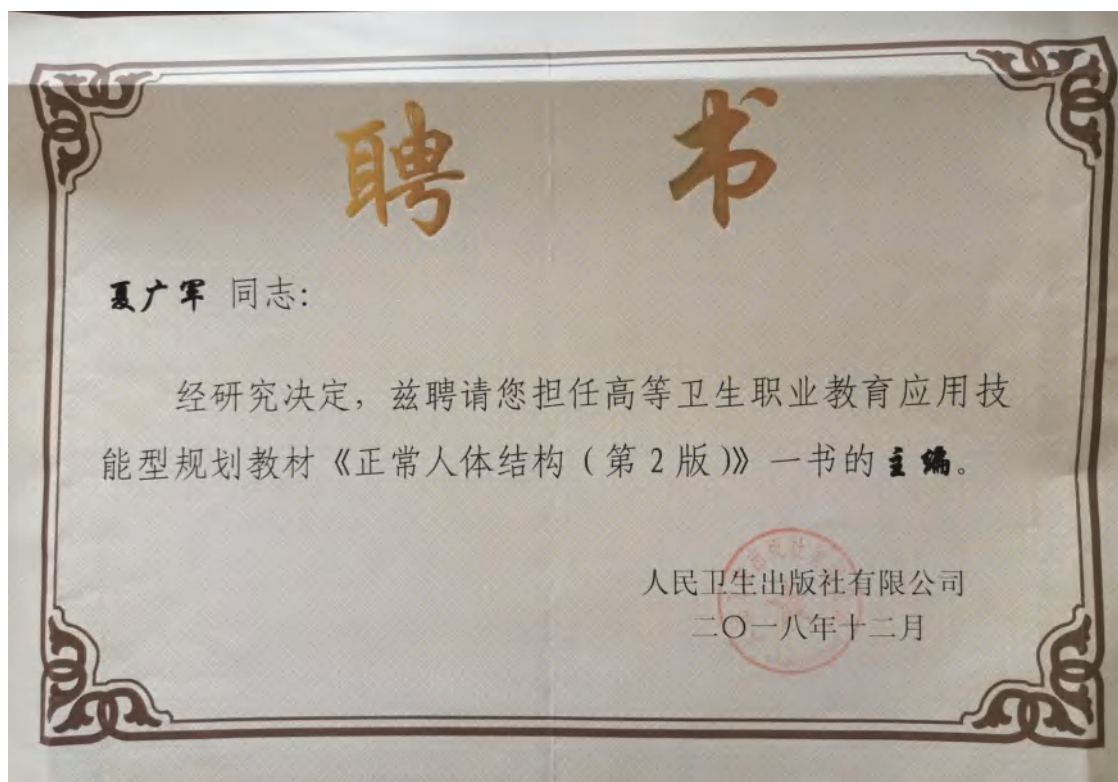 聘 书
夏广军 同志:
经研究决定，兹聘请您担任高等卫生职业教育应用技
能型规划教材《正常人体结构（第2版）》一书的主编。
人民卫生出版社有限公司
二〇一八年十二月